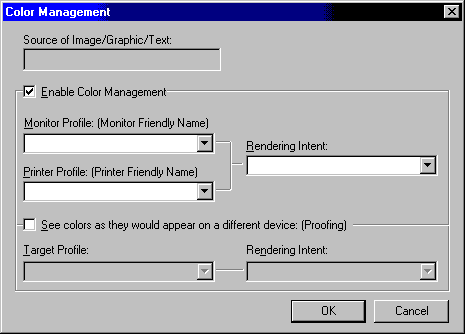 Color Management
Source of Image/Graphic/Text:
Enable Color Management
Monitor Profile: (Monitor Friendly Name)
Rendering Intent:
Printer Profile: (Printer Friendly Name)
See colors as they would appear on a different device: (Proofing)
Target Profile:
Rendering Intent:
OK
Cancel